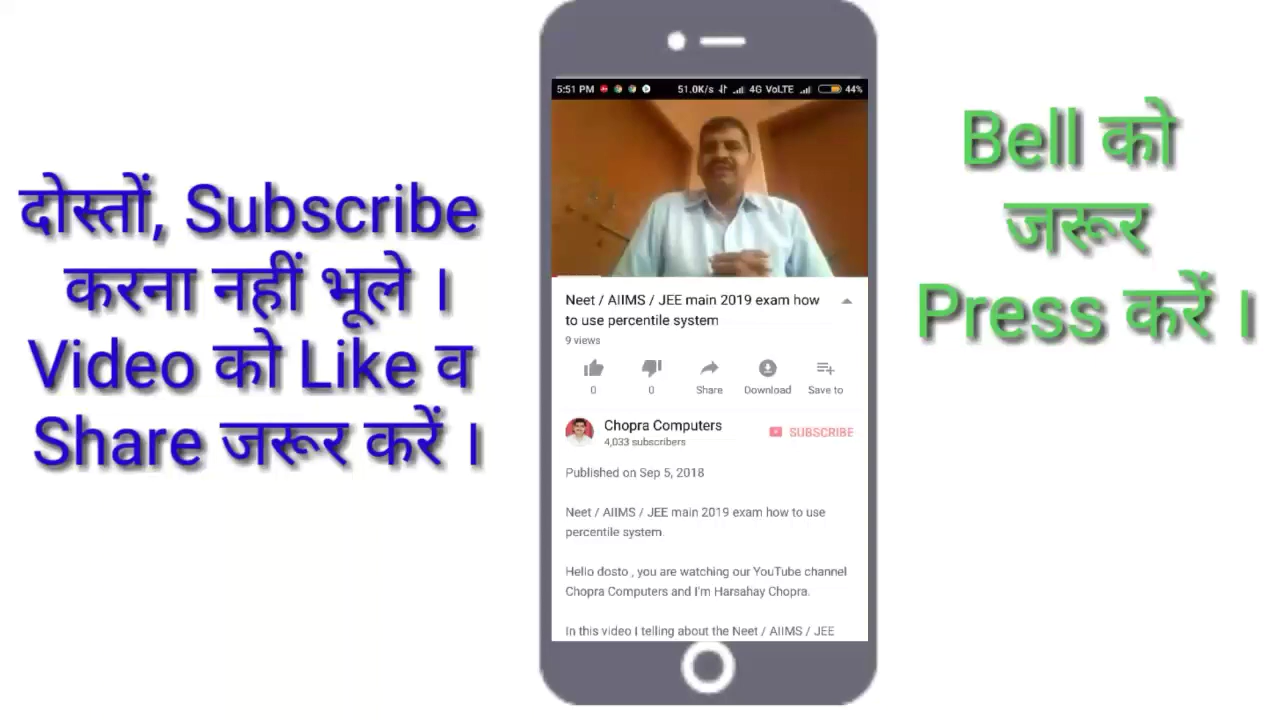 दोस्तों, Subscribe
करना नहीं भूले ।
Video को Like व
Share जरूर करें ।
5:51 PM 51.0K/s 4G VoLTE 44%
Neet / AIIMS / JEE main 2019 exam how
to use percentile system
9 views
0 0 Share Download Save to
Chopra Computers
4,033 subscribers
SUBSCRIBE
Published on Sep 5, 2018
Neet / AIIMS / JEE main 2019 exam how to use
percentile system
Hello dosto , you are watching our YouTube channel
Chopra Computers and I'm Harsahay Chopra.
In this video I telling about the Neet / AIIMS / JEE
Bell को
जरूर
Press करें ।